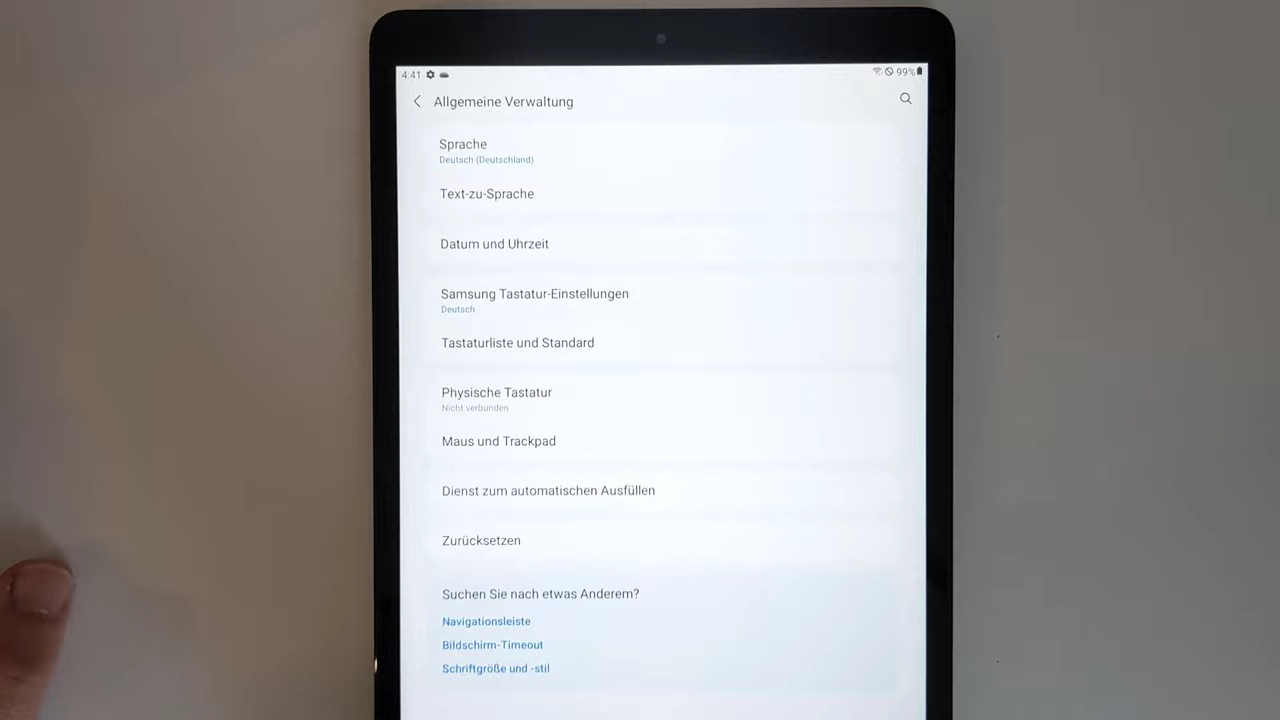 4:41
99%
Allgemeine Verwaltung
Sprache
Deutsch (Deutschland)
Text-zu-Sprache
Datum und Uhrzeit
Samsung Tastatur-Einstellungen
Deutsch
Tastaturliste und Standard
Physische Tastatur
Nicht verbunden
Maus und Trackpad
Dienst zum automatischen Ausfüllen
Zurücksetzen
Suchen Sie nach etwas Anderem?
Navigationsleiste
Bildschirm-Timeout
Schriftgröße und -stil